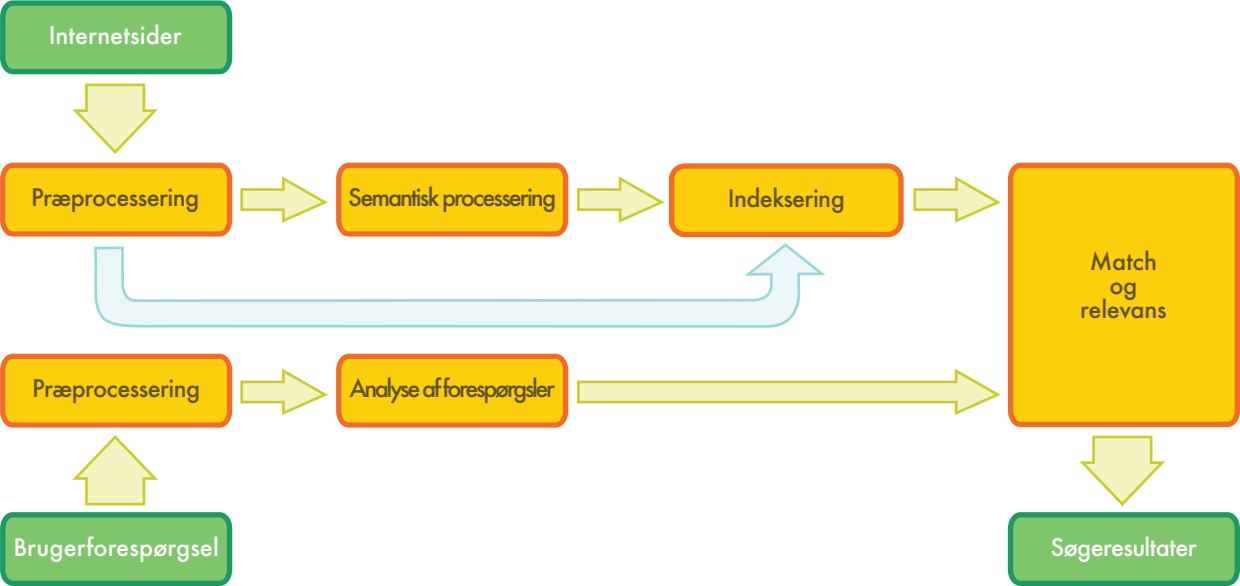 Internetsider
Præprocessering
Semantisk processering
Indeksering
Match
og
relevans
Præprocessering
Analyse af forespørgsler
Brugerforespørgsel
Søgeresultater